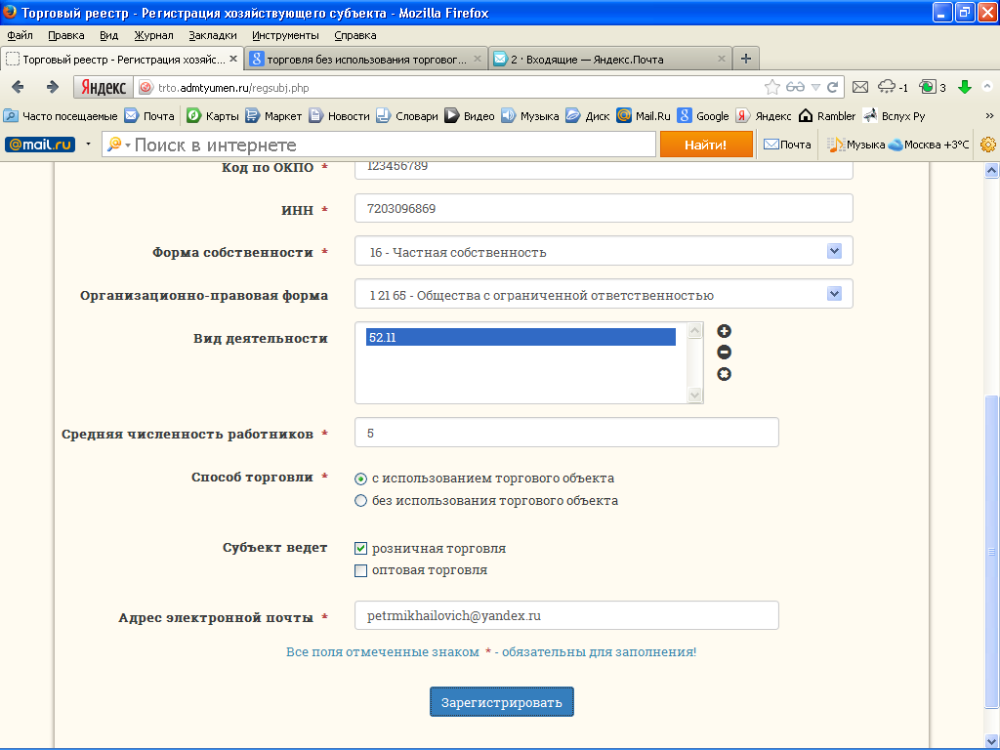 Торговый реестр - Регистрация хозяйствующего субъекта - Mozilla Firefox
Файл Правка Вид Журнал Закладки Инструменты Справка
Торговый реестр - Регистрация хозяйс... × 8 торговля без использования торговог... × 2 · Входящие — Яндекс.Почта × +
Яндекс trto.admtyumen.ru/regsubj.php -1 3
Часто посещаемые Почта Карты Маркет Новости Словари Видео Музыка Диск Mail.Ru 8 Google Я Яндекс Rambler Вслух Ру »
@mail.ru Поиск в интернете Найти! Почта Музыка Москва +3°C
Код по ОКПО * 123456789
ИНН * 7203096869
Форма собственности * 16 - Частная собственность
Организационно-правовая форма 1 21 65 - Общества с ограниченной ответственностью
Вид деятельности 52.11
Средняя численность работников * 5
Способ торговли * с использованием торгового объекта
без использования торгового объекта
Субъект ведет розничная торговля
оптовая торговля
Адрес электронной почты * petrmikhailovich@yandex.ru
Все поля отмеченные знаком * - обязательны для заполнения!
Зарегистрировать